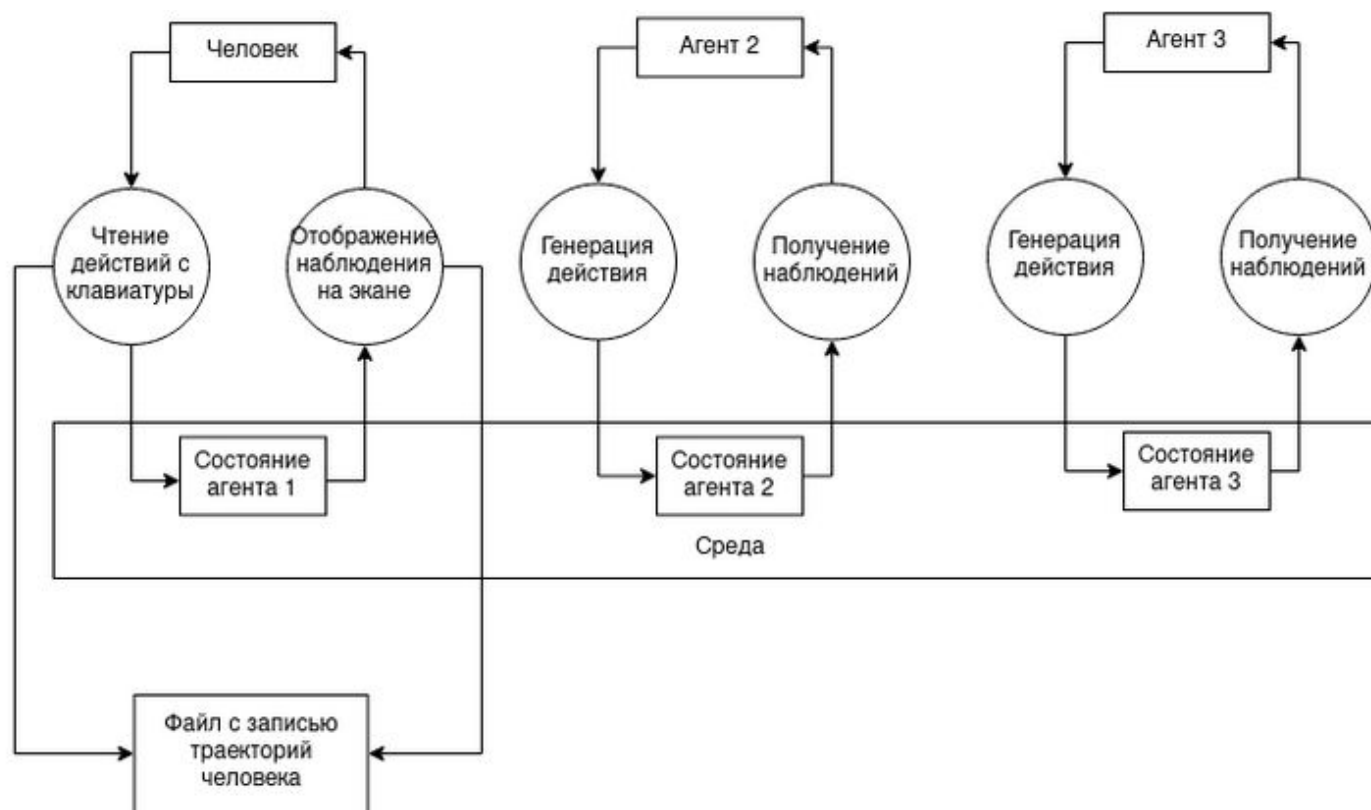 Человек
Агент 2
Агент 3
Чтение
действий с
клавиатуры
Отображение
наблюдения
на экане
Генерация
действия
Получение
наблюдений
Генерация
действия
Получение
наблюдений
Состояние
агента 1
Состояние
агента 2
Состояние
агента 3
Среда
Файл с записью
траекторий
человека